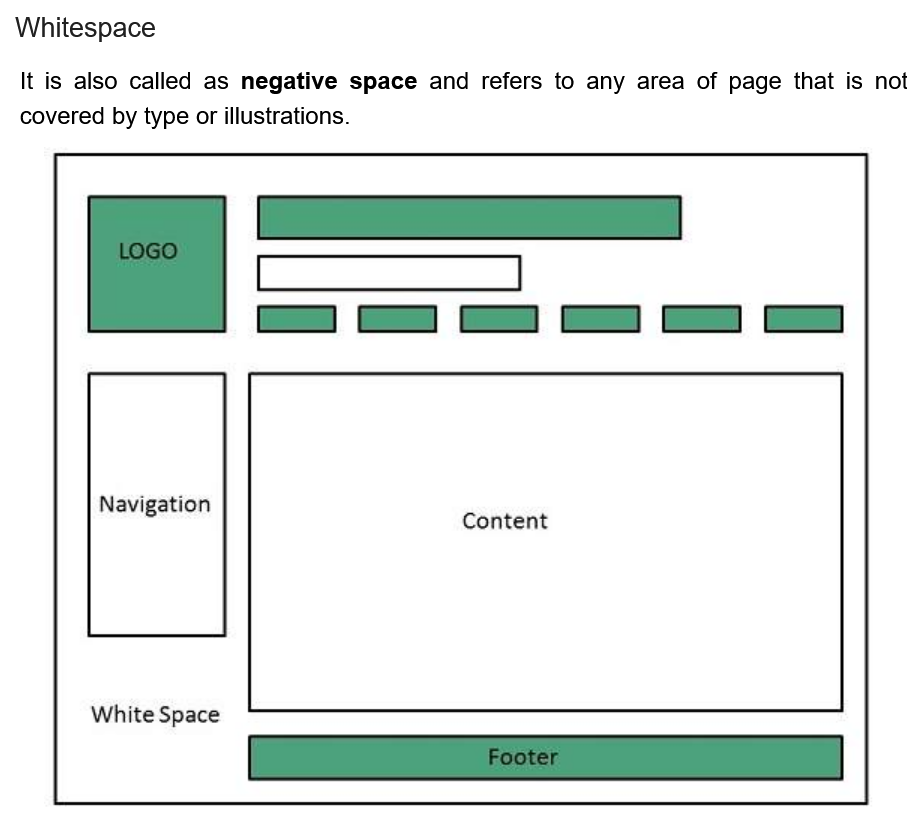 Whitespace
It is also called as negative space and refers to any area of page that is not
covered by type or illustrations.
LOGO
Navigation
Content
White Space
Footer